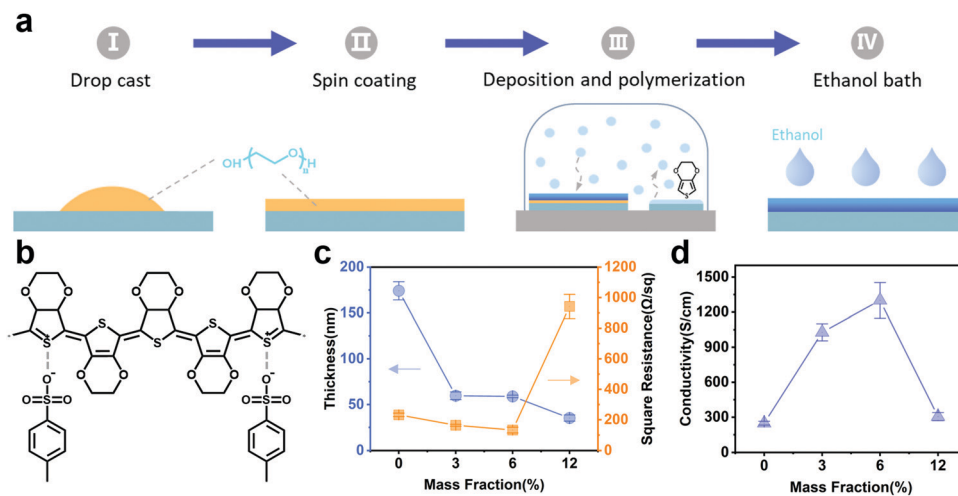 a
I II III IV
Drop cast Spin coating Deposition and polymerization Ethanol bath
OH O n H
O O S
Ethanol
b
O O O O O O
S S S S S
O O O O
O⁻ O⁻
O=S=O O=S=O
c
200 1200
150 1000
800
100 600
50 400
200
0 0
0 3 6 12
Thickness(nm)
Square Resistance(Ω/sq)
Mass Fraction(%)
d
1500
1200
900
600
300
0
0 3 6 12
Conductivity(S/cm)
Mass Fraction(%)